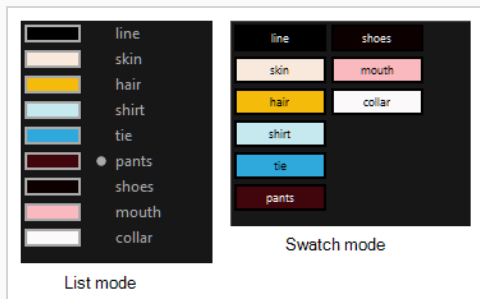 line
skin
hair
shirt
tie
pants
shoes
mouth
collar
List mode
line shoes
skin mouth
hair collar
shirt
tie
pants
Swatch mode